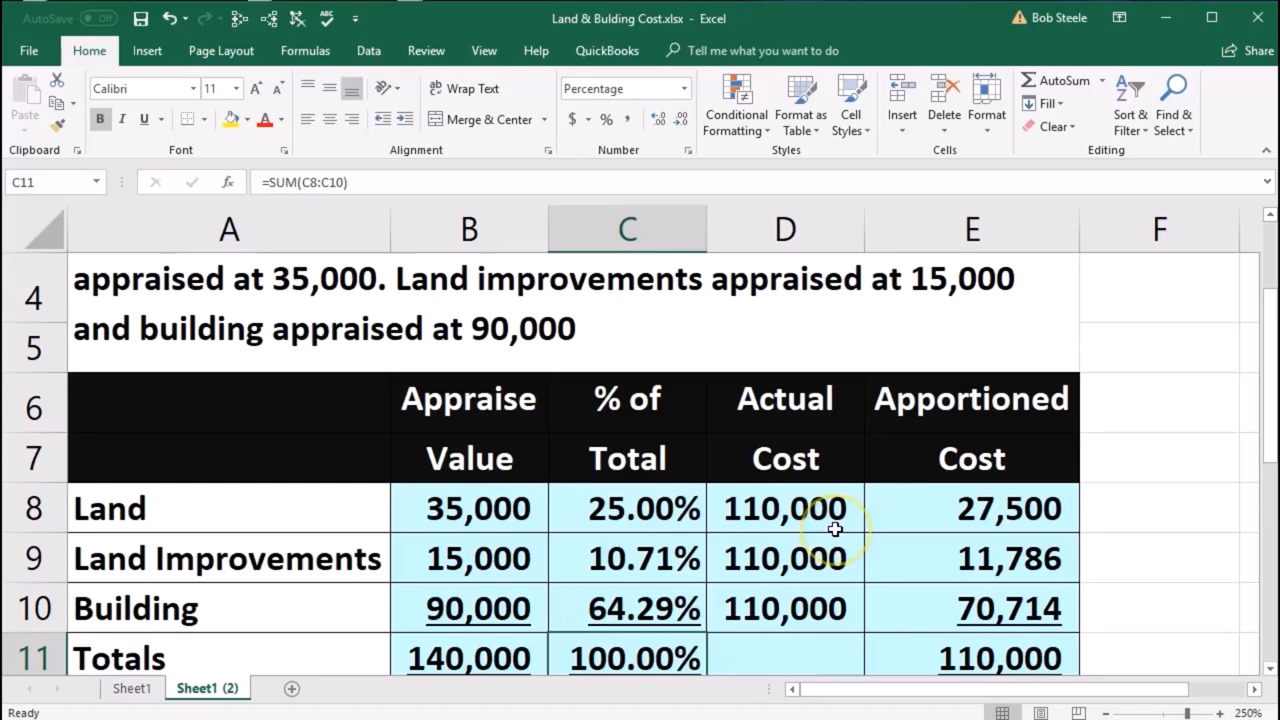 AutoSave Off Land & Bulding Cost.xlsx - Excel Bob Steele
File Home Insert Page Layout Formulas Data Review View Help QuickBooks Tell me what you want to do Share
Calibri 11 Wrap Text Percentage AutoSum
Paste Merge & Center Conditional Formatting Format as Table Cell Styles Insert Delete Format Fill Clear Sort & Filter Find & Select
Clipboard Font Alignment Number Styles Cells Editing
C11 fx =SUM(C8:C10)
A B C D E F
4 appraised at 35,000. Land improvements appraised at 15,000
5 and building appraised at 90,000
6 Appraise % of Actual Apportioned
7 Value Total Cost Cost
8 Land 35,000 25.00% 110,000 27,500
9 Land Improvements 15,000 10.71% 110,000 11,786
10 Building 90,000 64.29% 110,000 70,714
11 Totals 140,000 100.00% 110,000
Sheet1 Sheet1 (2)
Ready 250%